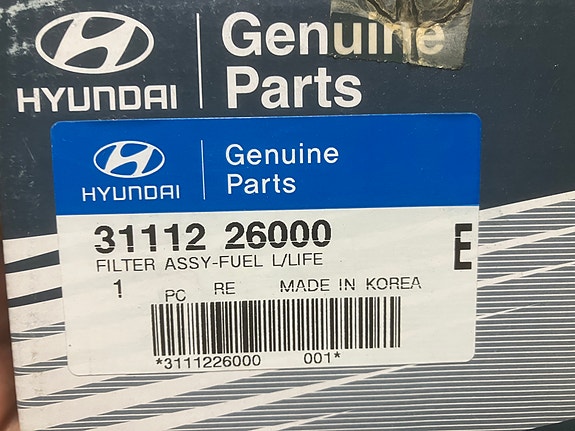 HYUNDAI
Genuine
Parts
HYUNDAI
Genuine
Parts
31112 26000
E
FILTER ASSY-FUEL L/LIFE
1 PC RE MADE IN KOREA
*3111226000 001*